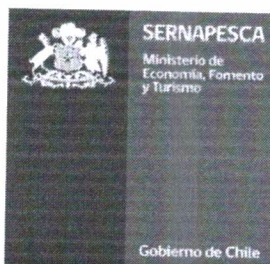 SERNAPESCA
Ministerio de
Economía, Fomento
y Turismo
Gobierno de Chile